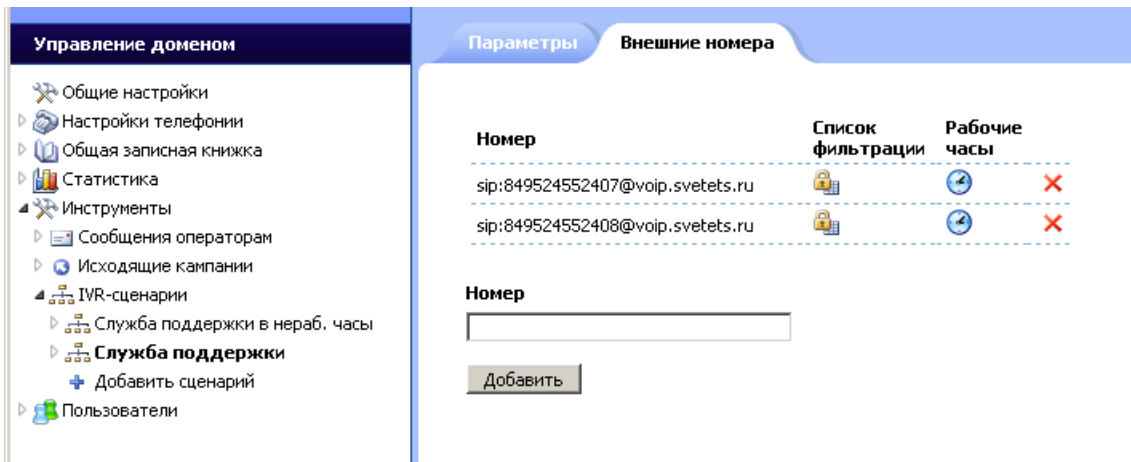 Управление доменом
Общие настройки
Настройки телефонии
Общая записная книжка
Статистика
Инструменты
Сообщения операторам
Исходящие кампании
IVR-сценарии
Служба поддержки в нераб. часы
Служба поддержки
Добавить сценарий
Пользователи
Параметры Внешние номера
Номер Список фильтрации Рабочие часы
sip:849524552407@voip.svetets.ru
sip:849524552408@voip.svetets.ru
Номер
Добавить